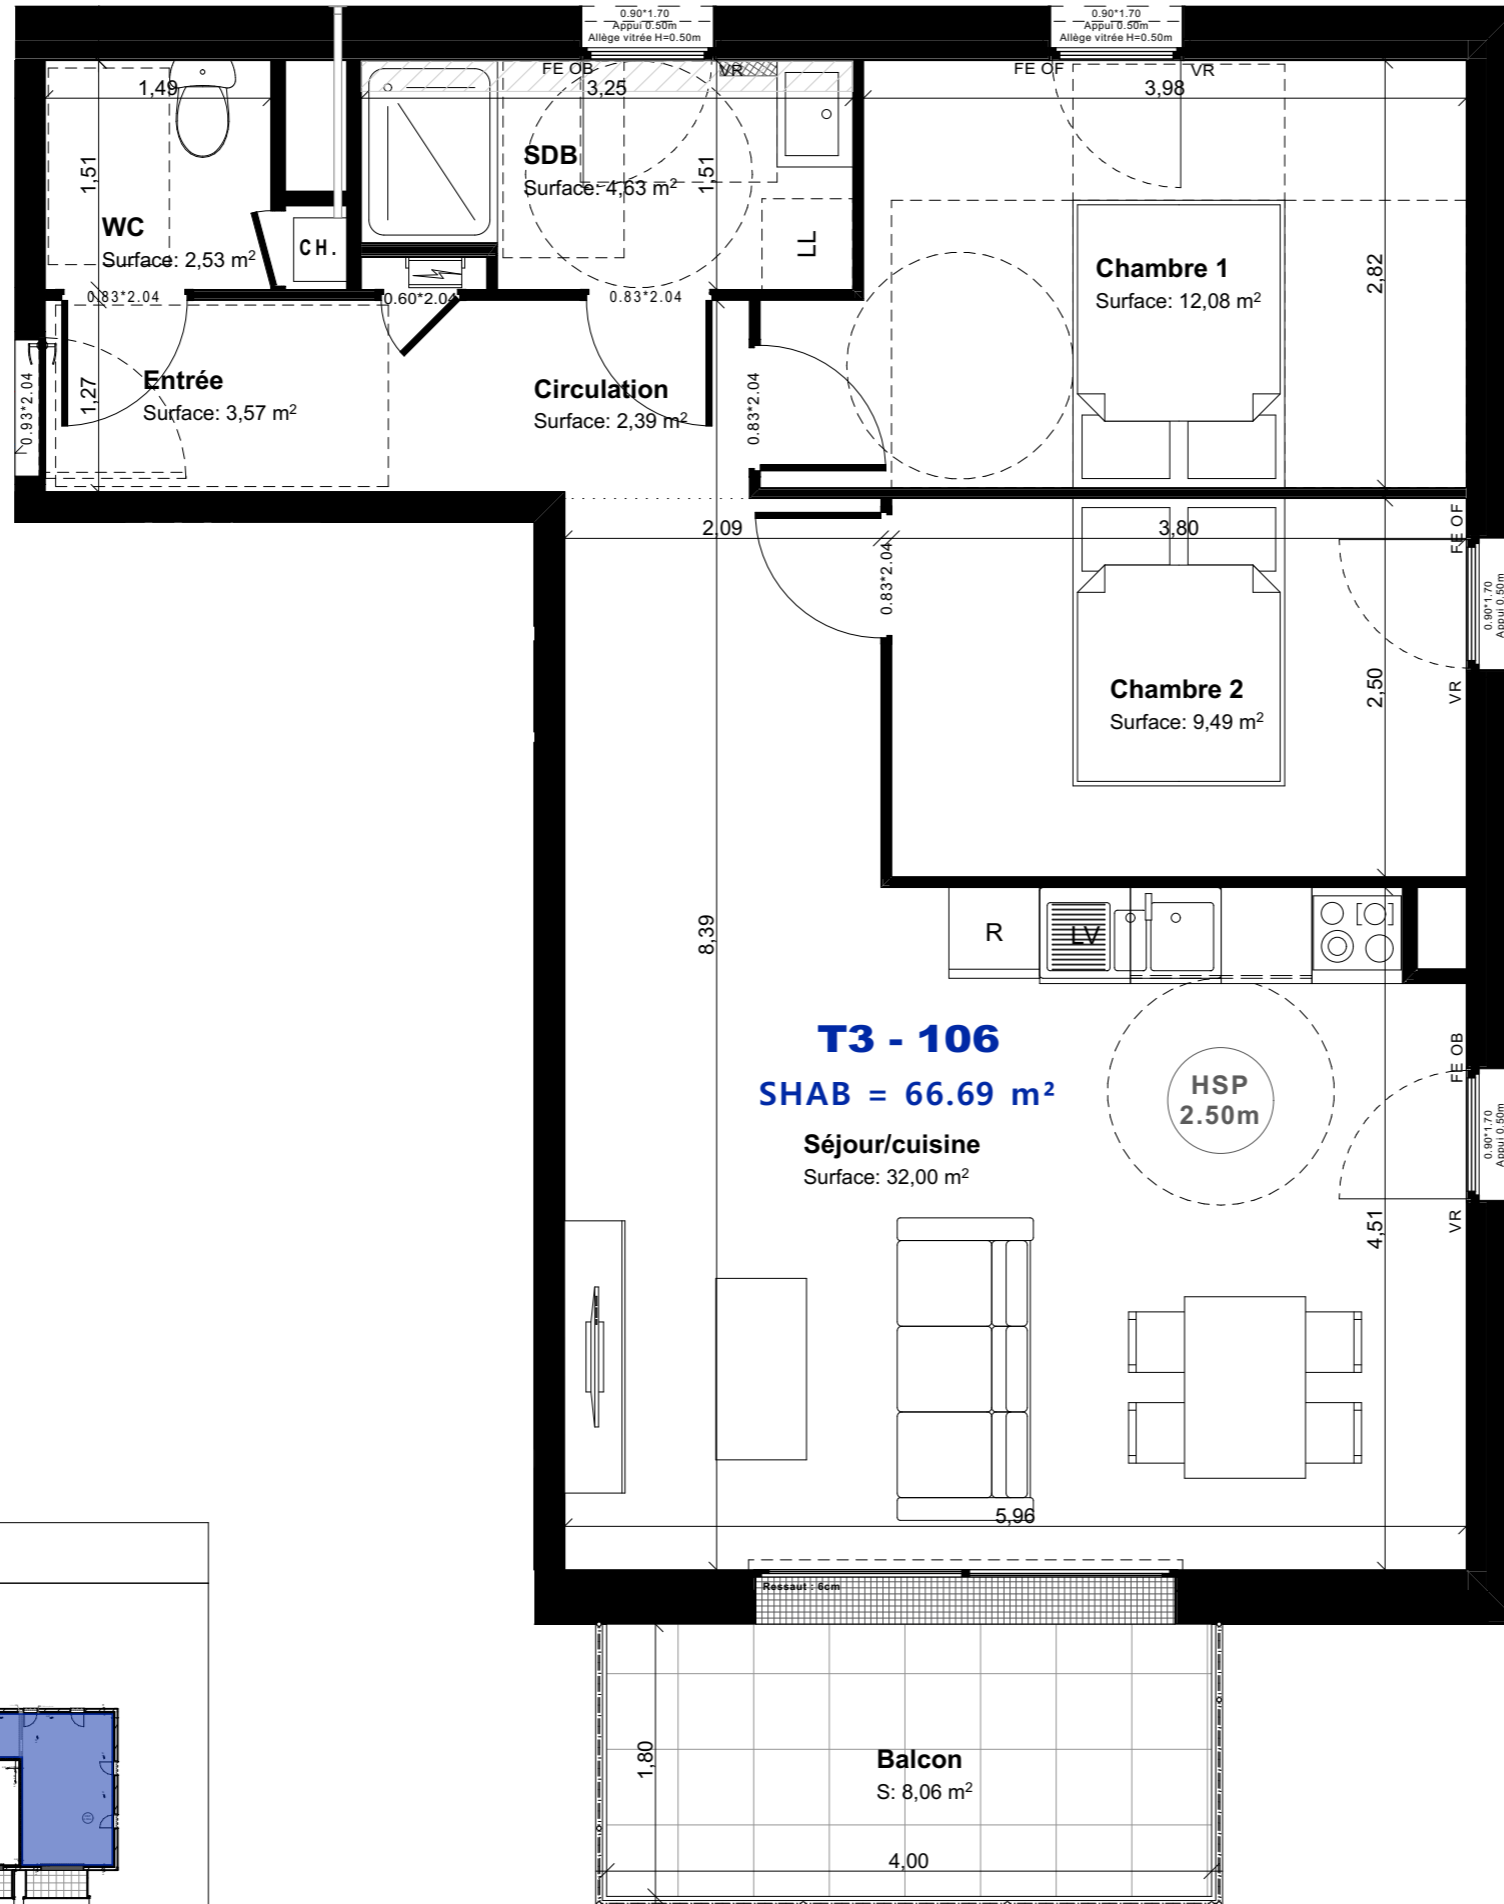 0.90*1.70
Appui 0.50m
Allège vitrée H=0.50m
0.90*1.70
Appui 0.50m
Allège vitrée H=0.50m
FE OB
VR
FE OF
VR
1,49
3,25
3,98
1,51
SDB
Surface: 4,63 m²
1,51
WC
Surface: 2,53 m²
CH.
LL
Chambre 1
Surface: 12,08 m²
2,82
0.83*2.04
0.60*2.04
0.83*2.04
Entrée
Surface: 3,57 m²
1,27
0.93*2.04
Circulation
Surface: 2,39 m²
0.83*2.04
2,09
3,80
FE OF
0.83*2.04
0.90*1.70
Appui 0.50m
Chambre 2
Surface: 9,49 m²
2,50
VR
8,39
R
LV
T3 - 106
SHAB = 66.69 m²
HSP
2.50m
Séjour/cuisine
Surface: 32,00 m²
FE OB
0.90*1.70
Appui 0.50m
VR
4,51
5,96
Ressaut : 6cm
1,80
Balcon
S: 8,06 m²
4,00